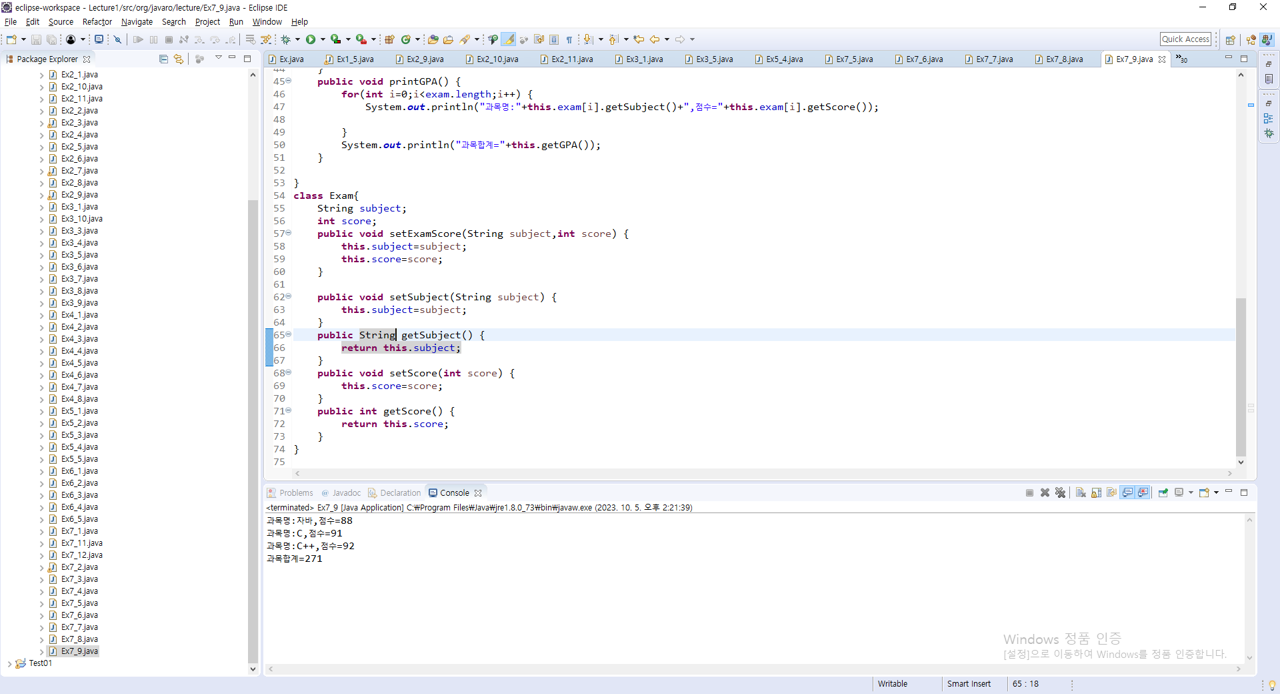 eclipse-workspace - Lecture1/src/org/javaro/lecture/Ex7_9.java - Eclipse IDE
File Edit Source Refactor Navigate Search Project Run Window Help
Quick Access
Package Explorer
Ex.java Ex1_5.java Ex2_9.java Ex2_10.java Ex2_11.java Ex3_1.java Ex3_5.java Ex5_4.java Ex7_5.java Ex7_6.java Ex7_7.java Ex7_8.java Ex7_9.java »30
Ex2_1.java
Ex2_10.java
Ex2_11.java
Ex2_2.java
Ex2_3.java
Ex2_4.java
Ex2_5.java
Ex2_6.java
Ex2_7.java
Ex2_8.java
Ex2_9.java
Ex3_1.java
Ex3_10.java
Ex3_3.java
Ex3_4.java
Ex3_5.java
Ex3_6.java
Ex3_7.java
Ex3_8.java
Ex3_9.java
Ex4_1.java
Ex4_2.java
Ex4_3.java
Ex4_4.java
Ex4_5.java
Ex4_6.java
Ex4_7.java
Ex4_8.java
Ex5_1.java
Ex5_2.java
Ex5_3.java
Ex5_4.java
Ex5_5.java
Ex6_1.java
Ex6_2.java
Ex6_3.java
Ex6_4.java
Ex6_5.java
Ex7_1.java
Ex7_11.java
Ex7_12.java
Ex7_2.java
Ex7_3.java
Ex7_4.java
Ex7_5.java
Ex7_6.java
Ex7_7.java
Ex7_8.java
Ex7_9.java
Test01
44 }
45 public void printGPA() {
46 for(int i=0;i<exam.length;i++) {
47 System.out.println("과목명:"+this.exam[i].getSubject()+",점수="+this.exam[i].getScore());
48
49 }
50 System.out.println("과목합계="+this.getGPA());
51 }
52
53 }
54 class Exam{
55 String subject;
56 int score;
57 public void setExamScore(String subject,int score) {
58 this.subject=subject;
59 this.score=score;
60 }
61
62 public void setSubject(String subject) {
63 this.subject=subject;
64 }
65 public String getSubject() {
66 return this.subject;
67 }
68 public void setScore(int score) {
69 this.score=score;
70 }
71 public int getScore() {
72 return this.score;
73 }
74 }
75
Problems Javadoc Declaration Console
<terminated> Ex7_9 [Java Application] C:₩Program Files₩Java₩jre1.8.0_73₩bin₩javaw.exe (2023. 10. 5. 오후 2:21:39)
과목명:자바,점수=88
과목명:C,점수=91
과목명:C++,점수=92
과목합계=271
Windows 정품 인증
[설정]으로 이동하여 Windows를 정품 인증합니다.
Writable Smart Insert 65 : 18